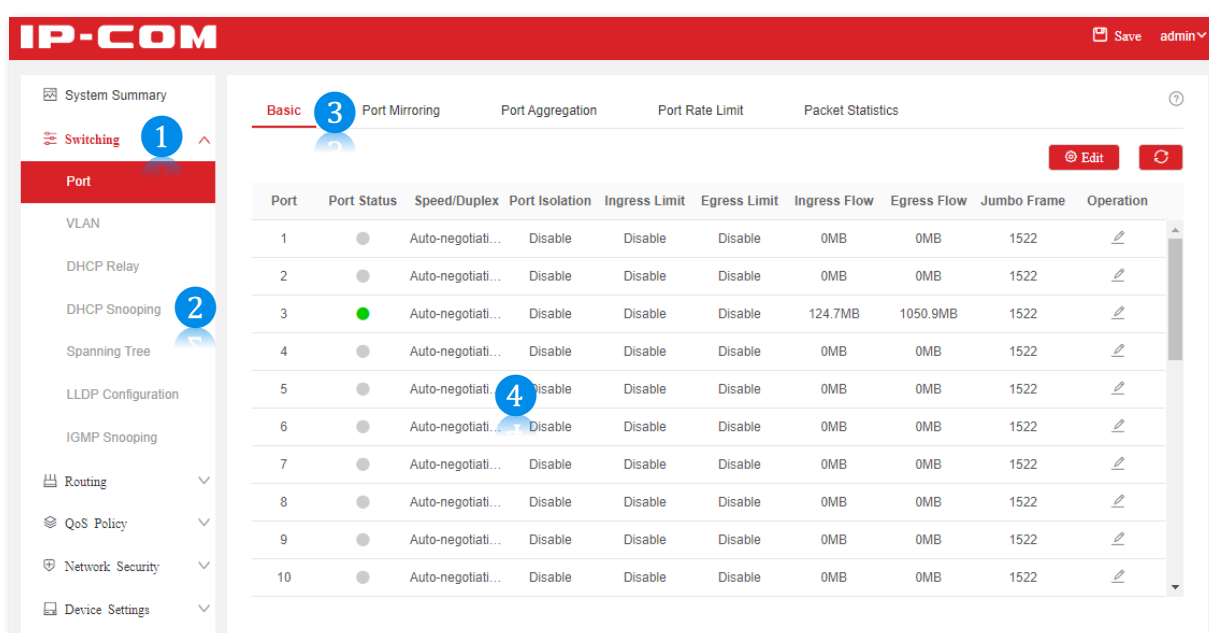 IP-COM
Save admin
System Summary
Switching 1
Port
VLAN
DHCP Relay
DHCP Snooping 2
Spanning Tree
LLDP Configuration
IGMP Snooping
Routing
QoS Policy
Network Security
Device Settings
Basic 3 Port Mirroring Port Aggregation Port Rate Limit Packet Statistics
Edit
Port Port Status Speed/Duplex Port Isolation Ingress Limit Egress Limit Ingress Flow Egress Flow Jumbo Frame Operation
1 Auto-negotiati... Disable Disable Disable 0MB 0MB 1522
2 Auto-negotiati... Disable Disable Disable 0MB 0MB 1522
3 Auto-negotiati... Disable Disable Disable 124.7MB 1050.9MB 1522
4 Auto-negotiati... Disable Disable Disable 0MB 0MB 1522
5 Auto-negotiati... 4 Disable Disable Disable 0MB 0MB 1522
6 Auto-negotiati... Disable Disable Disable 0MB 0MB 1522
7 Auto-negotiati... Disable Disable Disable 0MB 0MB 1522
8 Auto-negotiati... Disable Disable Disable 0MB 0MB 1522
9 Auto-negotiati... Disable Disable Disable 0MB 0MB 1522
10 Auto-negotiati... Disable Disable Disable 0MB 0MB 1522